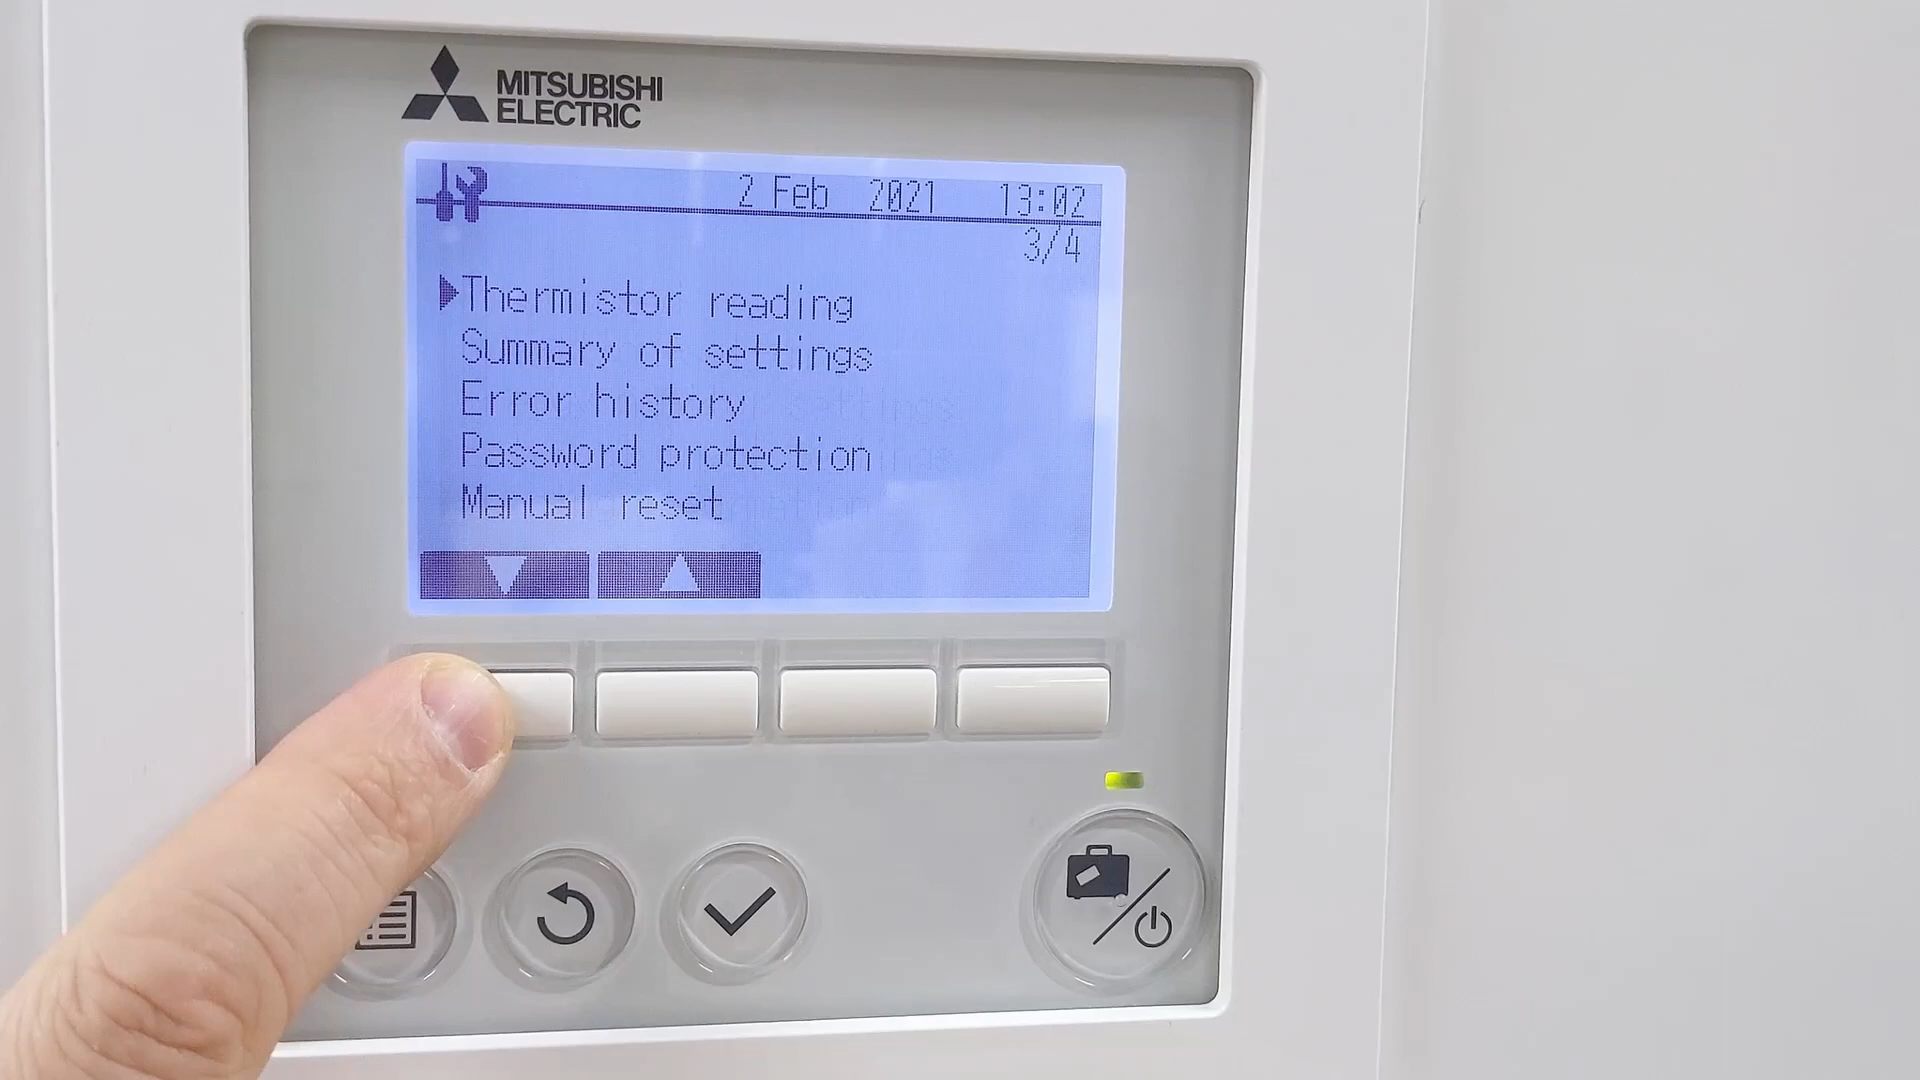 MITSUBISHI
ELECTRIC
2 Feb 2021 13:02
3/4
Thermistor reading
Summary of settings
Error history
Password protection
Manual reset